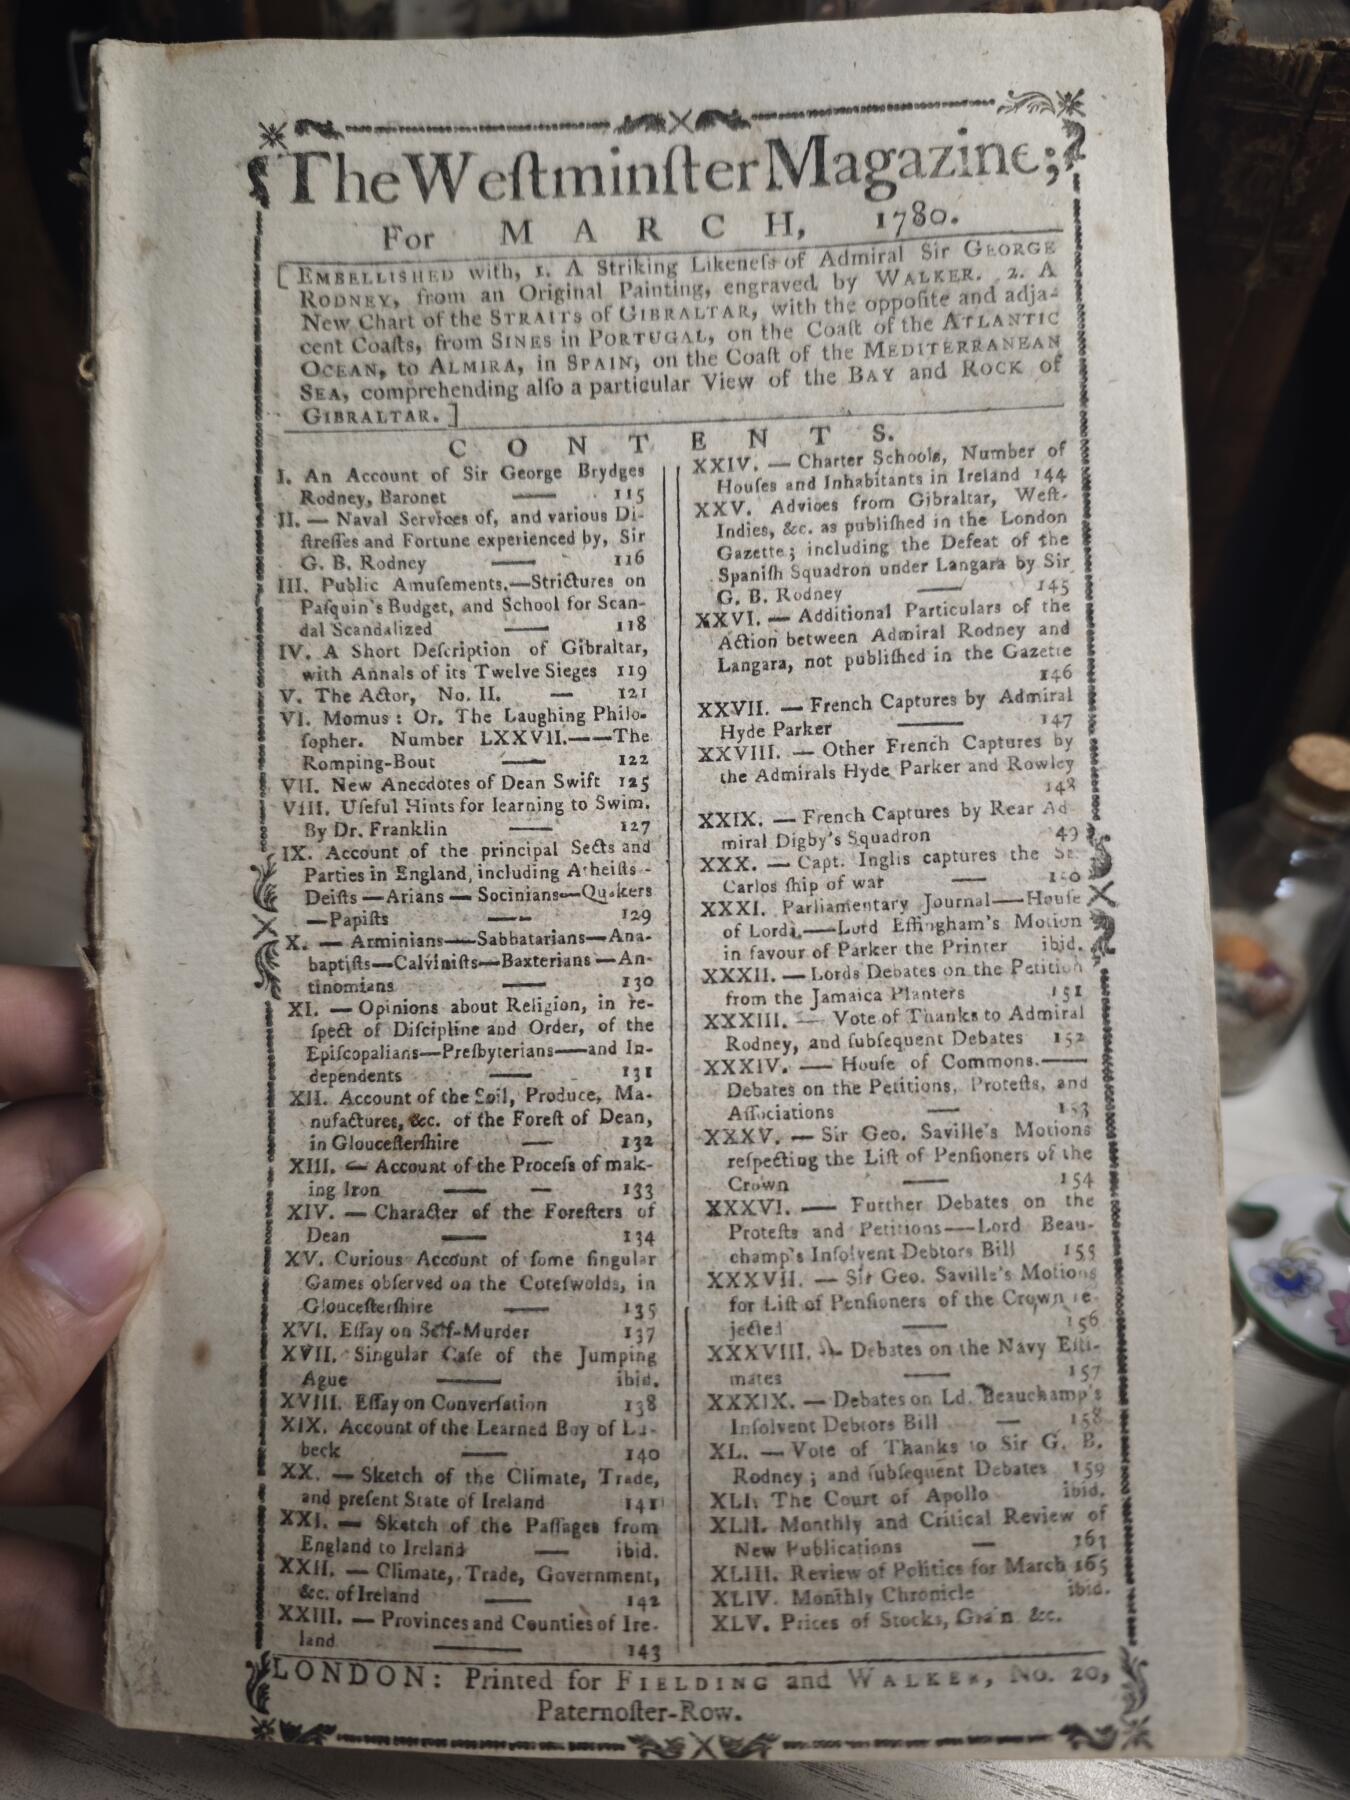 The Weſtminſter Magazine;
For MARCH, 1780.
[EMBELLISHED with, 1. A Striking Likeneſs of Admiral Sir GEORGE
RODNEY, from an Original Painting, engraved by WALKER. 2. A
New Chart of the STRAITS of GIBRALTAR, with the oppoſite and adja-
cent Coaſts, from SINES in PORTUGAL, on the Coaſt of the ATLANTIC
OCEAN, to ALMIRA, in SPAIN, on the Coaſt of the MEDITERRANEAN
SEA, comprehending alſo a particular View of the BAY and ROCK of
GIBRALTAR.]
CONTENTS.
I. An Account of Sir George Brydges
Rodney, Baronet — 115
II. — Naval Services of, and various Di-
ſtreſſes and Fortune experienced by, Sir
G. B. Rodney — 116
III. Public Amuſements.—Strictures on
Paſquin's Budget, and School for Scan-
dal Scandalized — 118
IV. A Short Deſcription of Gibraltar,
with Annals of its Twelve Sieges 119
V. The Actor, No. II. — 121
VI. Momus: Or, The Laughing Philo-
ſopher. Number LXXVII.——The
Romping-Bout — 122
VII. New Anecdotes of Dean Swift 125
VIII. Uſeful Hints for learning to Swim.
By Dr. Franklin — 127
IX. Account of the principal Sects and
Parties in England, including Atheiſts-
Deiſts—Arians—Socinians—Quakers
—Papiſts — 129
X. — Arminians—Sabbatarians—Ana-
baptiſts—Calviniſts—Baxterians—An-
tinomians — 130
XI. — Opinions about Religion, in re-
ſpect of Diſcipline and Order, of the
Epiſcopalians—Preſbyterians—and In-
dependents — 131
XII. Account of the Soil, Produce, Ma-
nufactures, &c. of the Foreſt of Dean,
in Glouceſterſhire — 132
XIII. — Account of the Proceſs of mak-
ing Iron — — 133
XIV. — Character of the Foreſters of
Dean — 134
XV. Curious Account of ſome ſingular
Games obſerved on the Coteſwolds, in
Glouceſterſhire — 135
XVI. Eſſay on Self-Murder 137
XVII. Singular Caſe of the Jumping
Ague — ibid.
XVIII. Eſſay on Converſation 138
XIX. Account of the Learned Boy of Lu-
beck — 140
XX. — Sketch of the Climate, Trade,
and preſent State of Ireland 141
XXI. — Sketch of the Paſſages from
England to Ireland — ibid.
XXII. — Climate, Trade, Government,
&c. of Ireland — 142
XXIII. — Provinces and Counties of Ire-
land — 143
XXIV. — Charter Schools, Number of
Houſes and Inhabitants in Ireland 144
XXV. Advices from Gibraltar, Weſt-
Indies, &c. as publiſhed in the London
Gazette; including the Defeat of the
Spaniſh Squadron under Langara by Sir
G. B. Rodney — 145
XXVI. — Additional Particulars of the
Action between Admiral Rodney and
Langara, not publiſhed in the Gazette
146
XXVII. — French Captures by Admiral
Hyde Parker — 147
XXVIII. — Other French Captures by
the Admirals Hyde Parker and Rowley
148
XXIX. — French Captures by Rear Ad-
miral Digby's Squadron 49
XXX. — Capt. Inglis captures the St.
Carlos ſhip of war — 150
XXXI. Parliamentary Journal—Houſe
of Lords.—Lord Effingham's Motion
in favour of Parker the Printer ibid.
XXXII. — Lords Debates on the Petition
from the Jamaica Planters 151
XXXIII. — Vote of Thanks to Admiral
Rodney, and ſubſequent Debates 152
XXXIV. — Houſe of Commons.——
Debates on the Petitions, Proteſts, and
Aſſociations — 153
XXXV. — Sir Geo. Saville's Motions
reſpecting the Liſt of Penſioners of the
Crown — 154
XXXVI. — Further Debates on the
Proteſts and Petitions—Lord Beau-
champ's Inſolvent Debtors Bill 155
XXXVII. — Sir Geo. Saville's Motions
for Liſt of Penſioners of the Crown re-
jected — 156
XXXVIII. — Debates on the Navy Eſti-
mates — 157
XXXIX. — Debates on Ld. Beauchamp's
Inſolvent Debtors Bill — 158
XL. — Vote of Thanks to Sir G. B.
Rodney; and ſubſequent Debates 159
XLI. The Court of Apollo ibid.
XLII. Monthly and Critical Review of
New Publications — 161
XLIII. Review of Politics for March 165
XLIV. Monthly Chronicle ibid.
XLV. Prices of Stocks, Grain &c.
LONDON: Printed for FIELDING and WALKER, No. 20,
Paternoſter-Row.